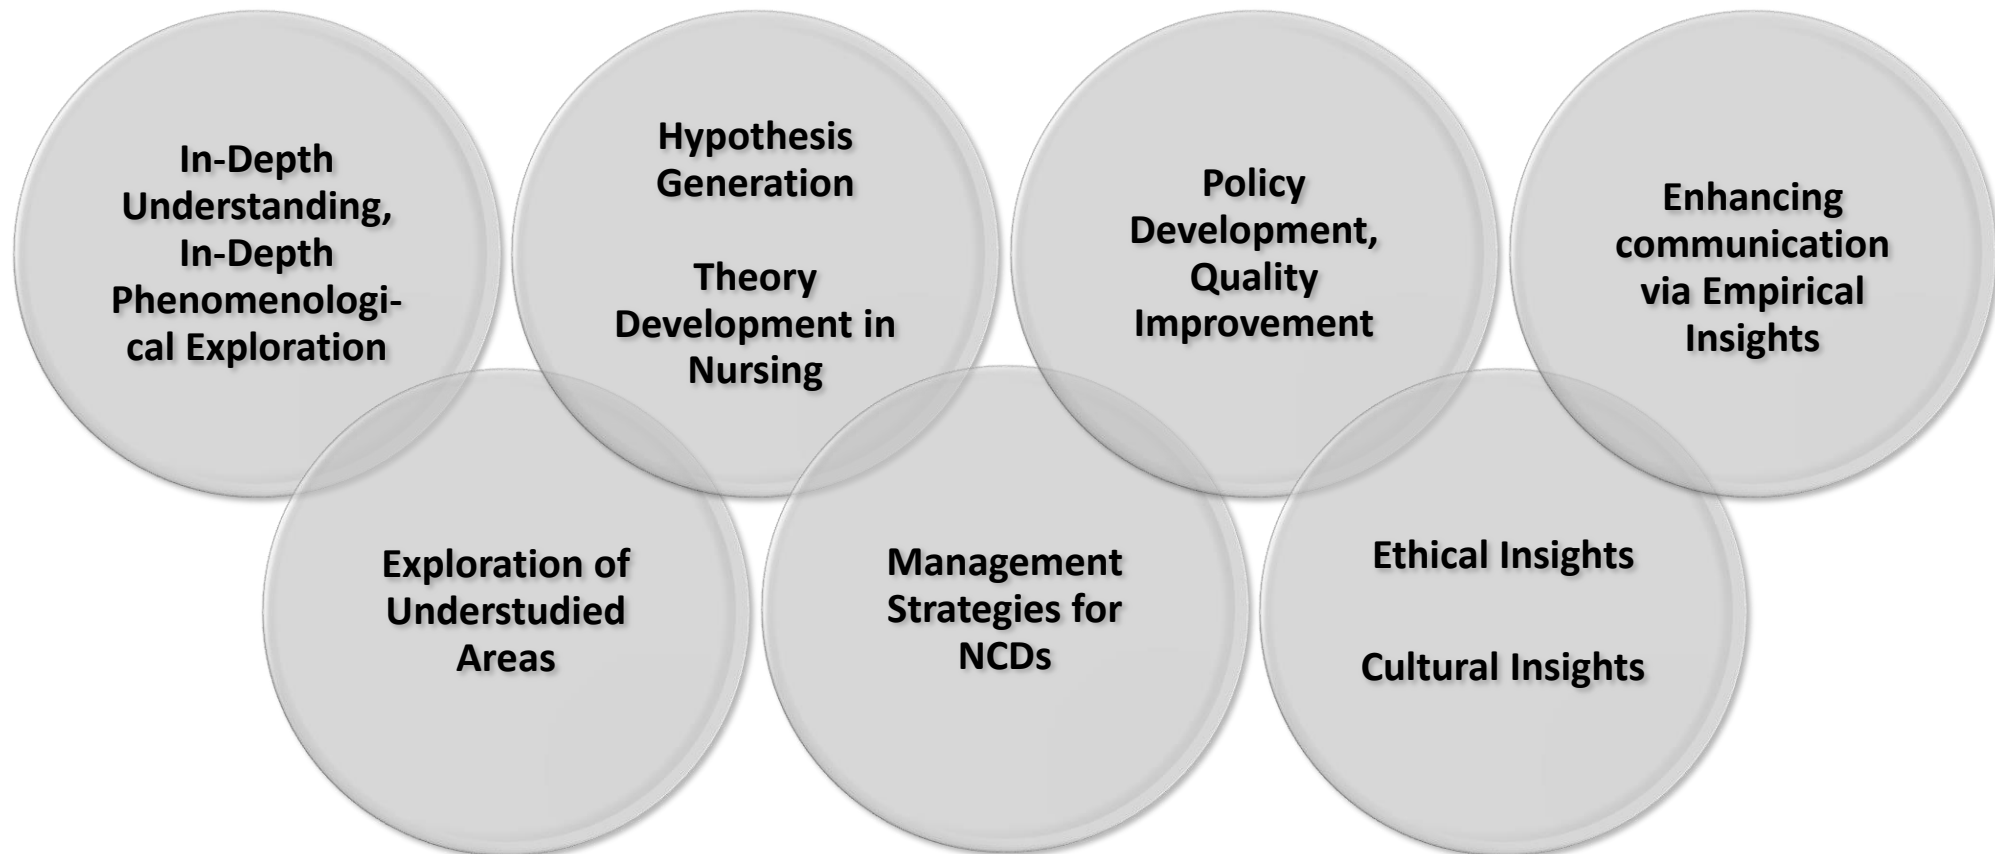 In-Depth
Understanding,
In-Depth
Phenomenologi-
cal Exploration
Hypothesis
Generation
Theory
Development in
Nursing
Policy
Development,
Quality
Improvement
Enhancing
communication
via Empirical
Insights
Exploration of
Understudied
Areas
Management
Strategies for
NCDs
Ethical Insights
Cultural Insights